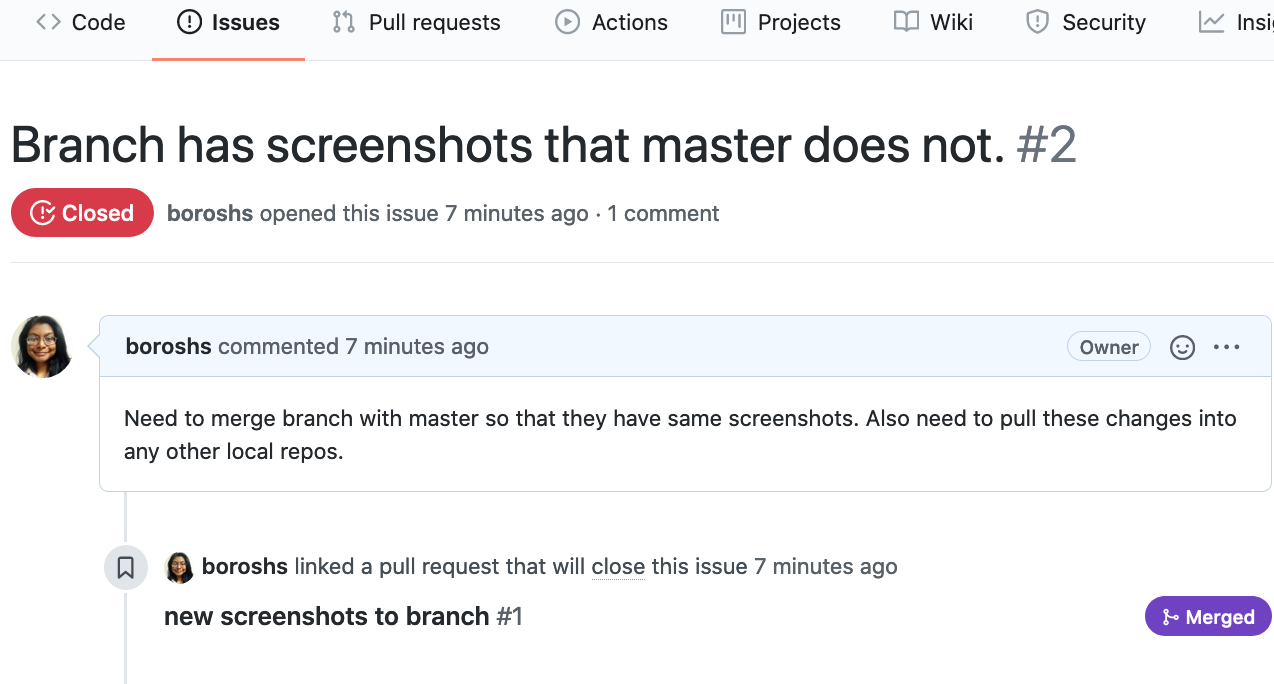 Code Issues Pull requests Actions Projects Wiki Security
Branch has screenshots that master does not. #2
Closed boroshs opened this issue 7 minutes ago · 1 comment
boroshs commented 7 minutes ago Owner
Need to merge branch with master so that they have same screenshots. Also need to pull these changes into
any other local repos.
boroshs linked a pull request that will close this issue 7 minutes ago
new screenshots to branch #1 Merged